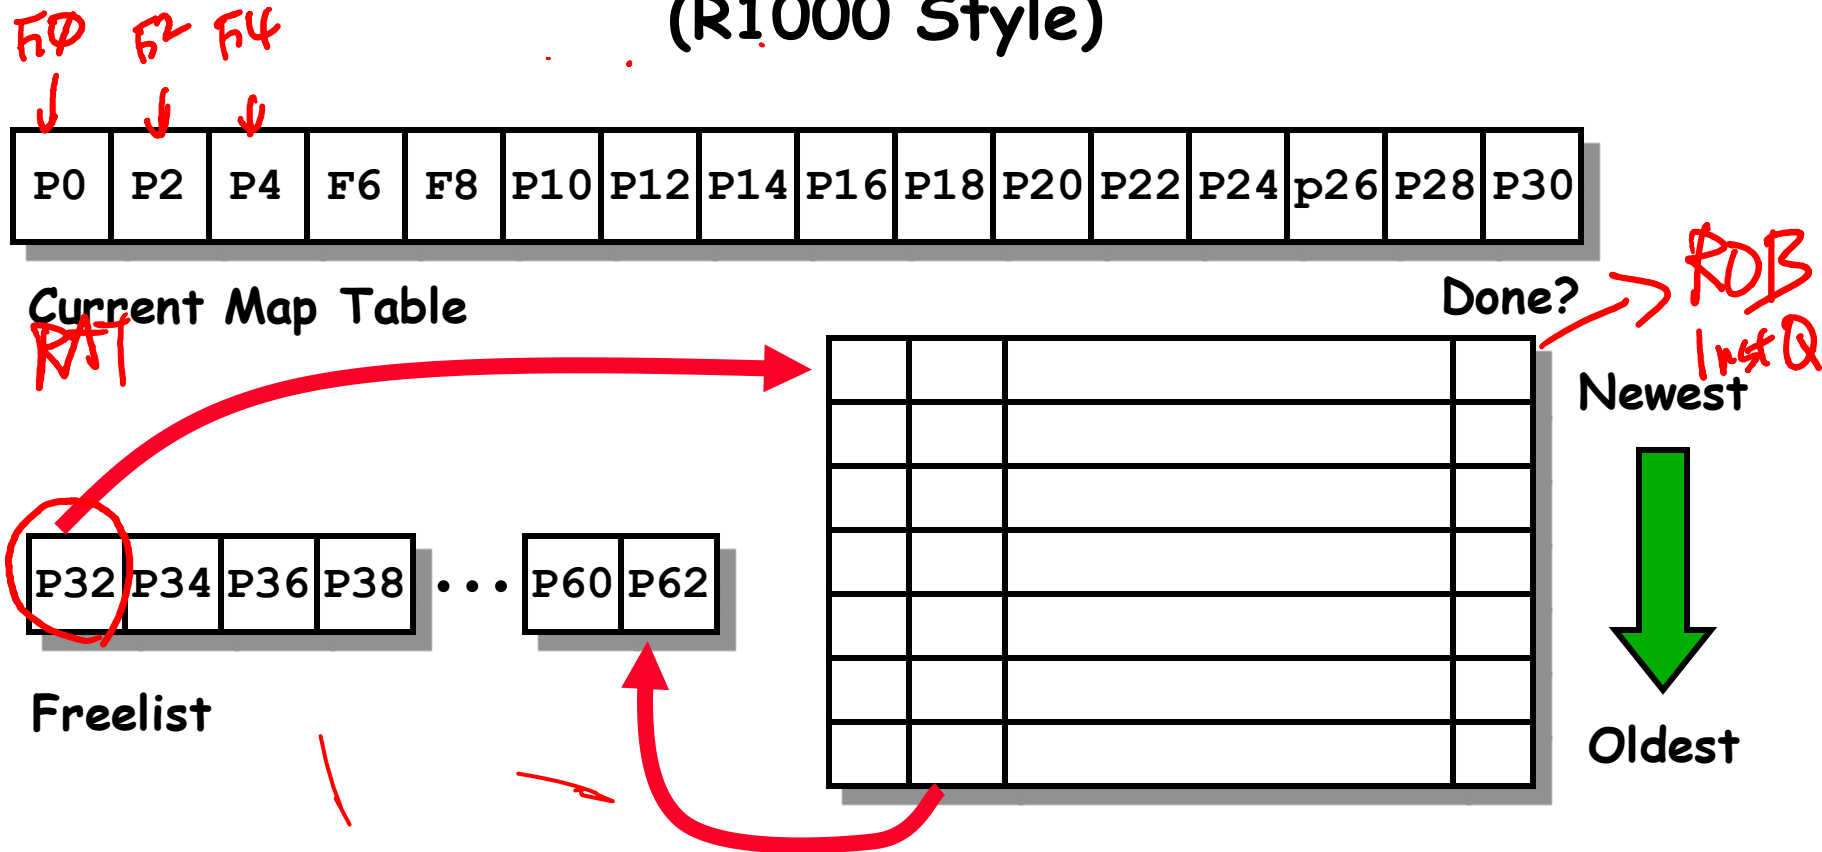 (R1000 Style)
F0 F2 F4
P0 P2 P4 F6 F8 P10 P12 P14 P16 P18 P20 P22 P24 p26 P28 P30
Current Map Table
RAT
Done?
ROB
InstQ
Newest
P32 P34 P36 P38 ... P60 P62
Freelist
Oldest